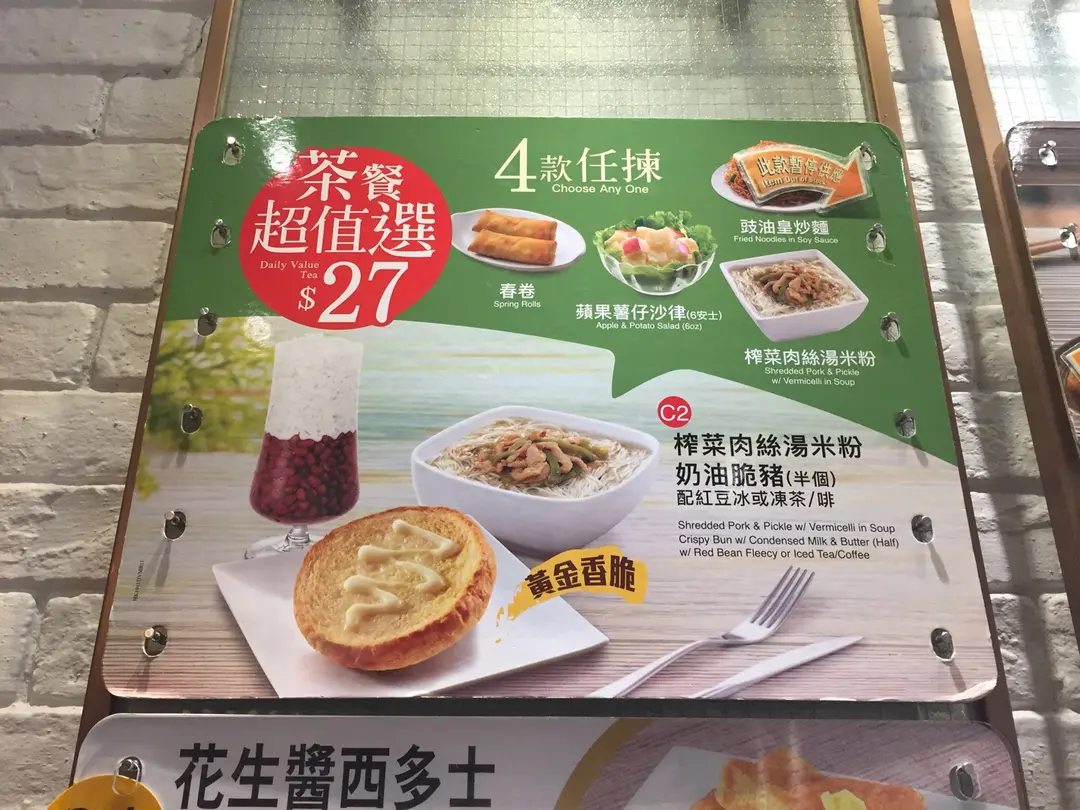 茶餐
超值選
Daily Value
Tea
$27
4款任揀
Choose Any One
此款暫停供應
Item Out of
豉油皇炒麵
Fried Noodles in Soy Sauce
春卷
Spring Rolls
蘋果薯仔沙律(6安士)
Apple & Potato Salad (6oz)
榨菜肉絲湯米粉
Shredded Pork & Pickle
w/ Vermicelli in Soup
C2
榨菜肉絲湯米粉
奶油脆豬(半個)
配紅豆冰或凍茶/啡
Shredded Pork & Pickle w/ Vermicelli in Soup
Crispy Bun w/ Condensed Milk & Butter (Half)
w/ Red Bean Fleecy or Iced Tea/Coffee
黃金香脆
花生醬西多士